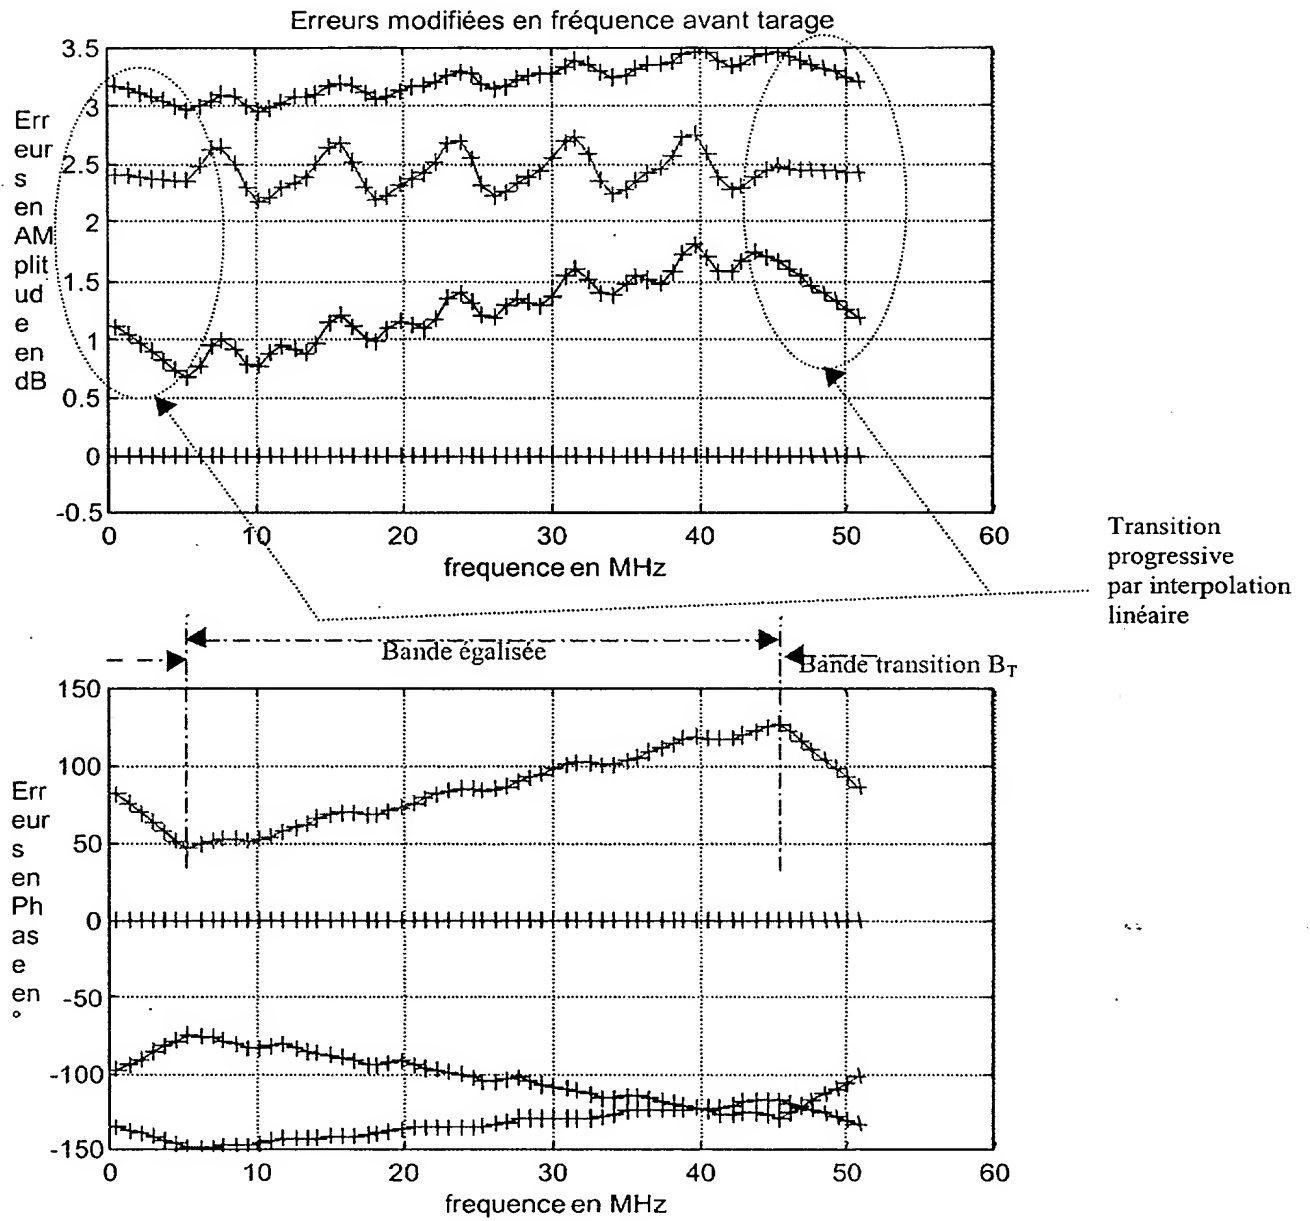 Erreurs modifiées en fréquence avant tarage
Err
eur
s
en
AM
plit
ud
e
en
dB
3.5
3
2.5
2
1.5
1
0.5
0
-0.5
0 10 20 30 40 50 60
frequence en MHz
Transition
progressive
par interpolation
linéaire
Bande égalisée
Bande transition B_T
Err
eur
s
en
Ph
as
e
en
°
150
100
50
0
-50
-100
-150
0 10 20 30 40 50 60
frequence en MHz